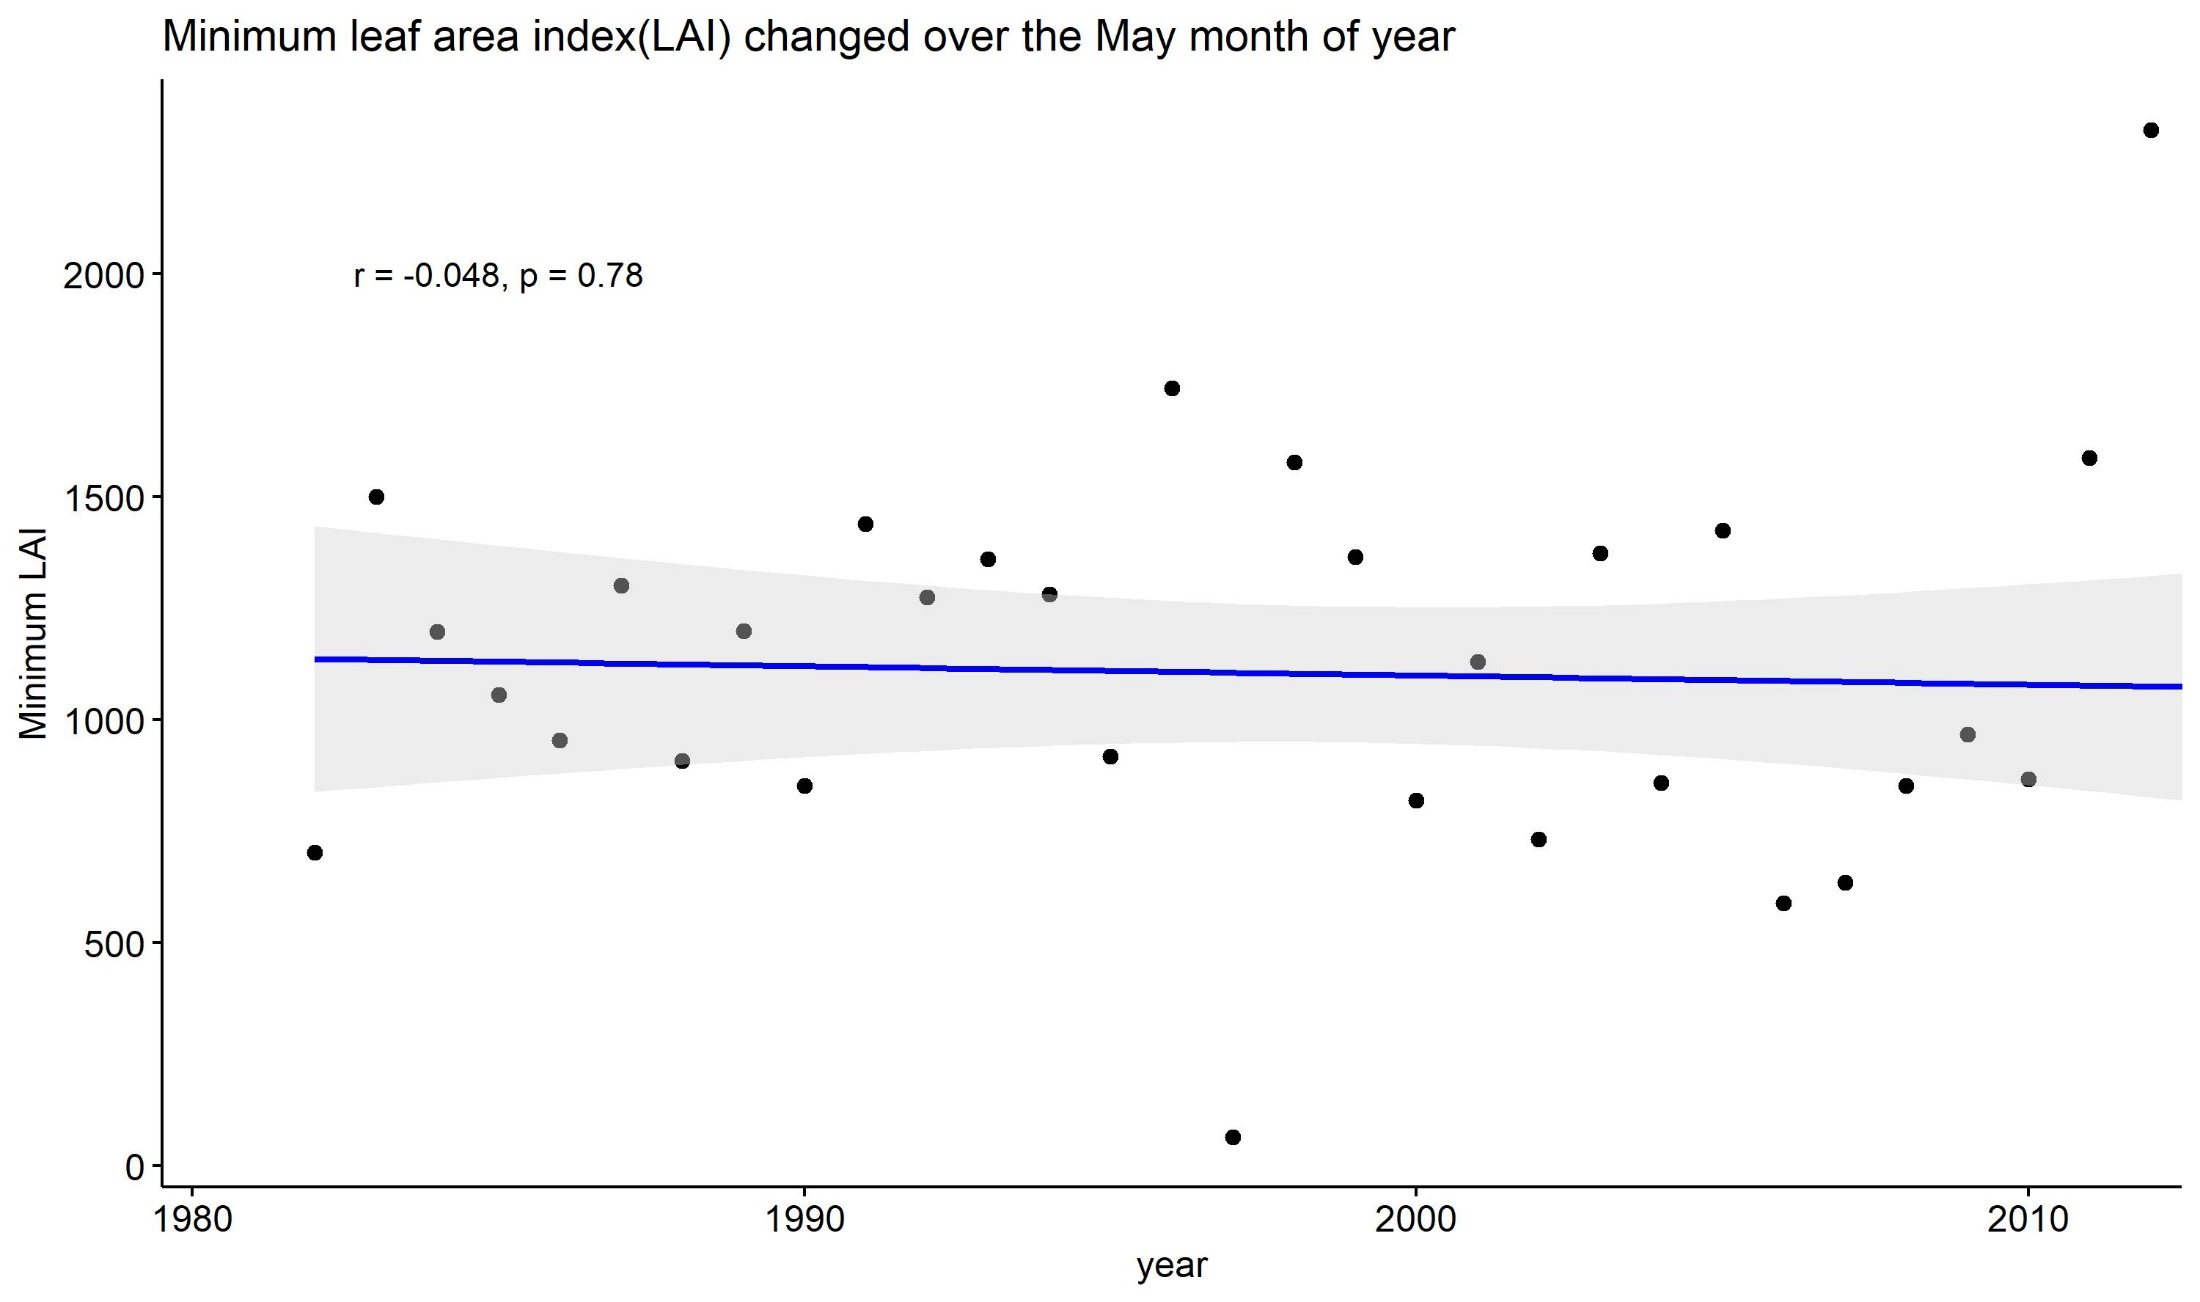 Minimum leaf area index(LAI) changed over the May month of year
r = -0.048, p = 0.78
Minimum LAI
2000
1500
1000
500
0
1980
1990
2000
2010
year